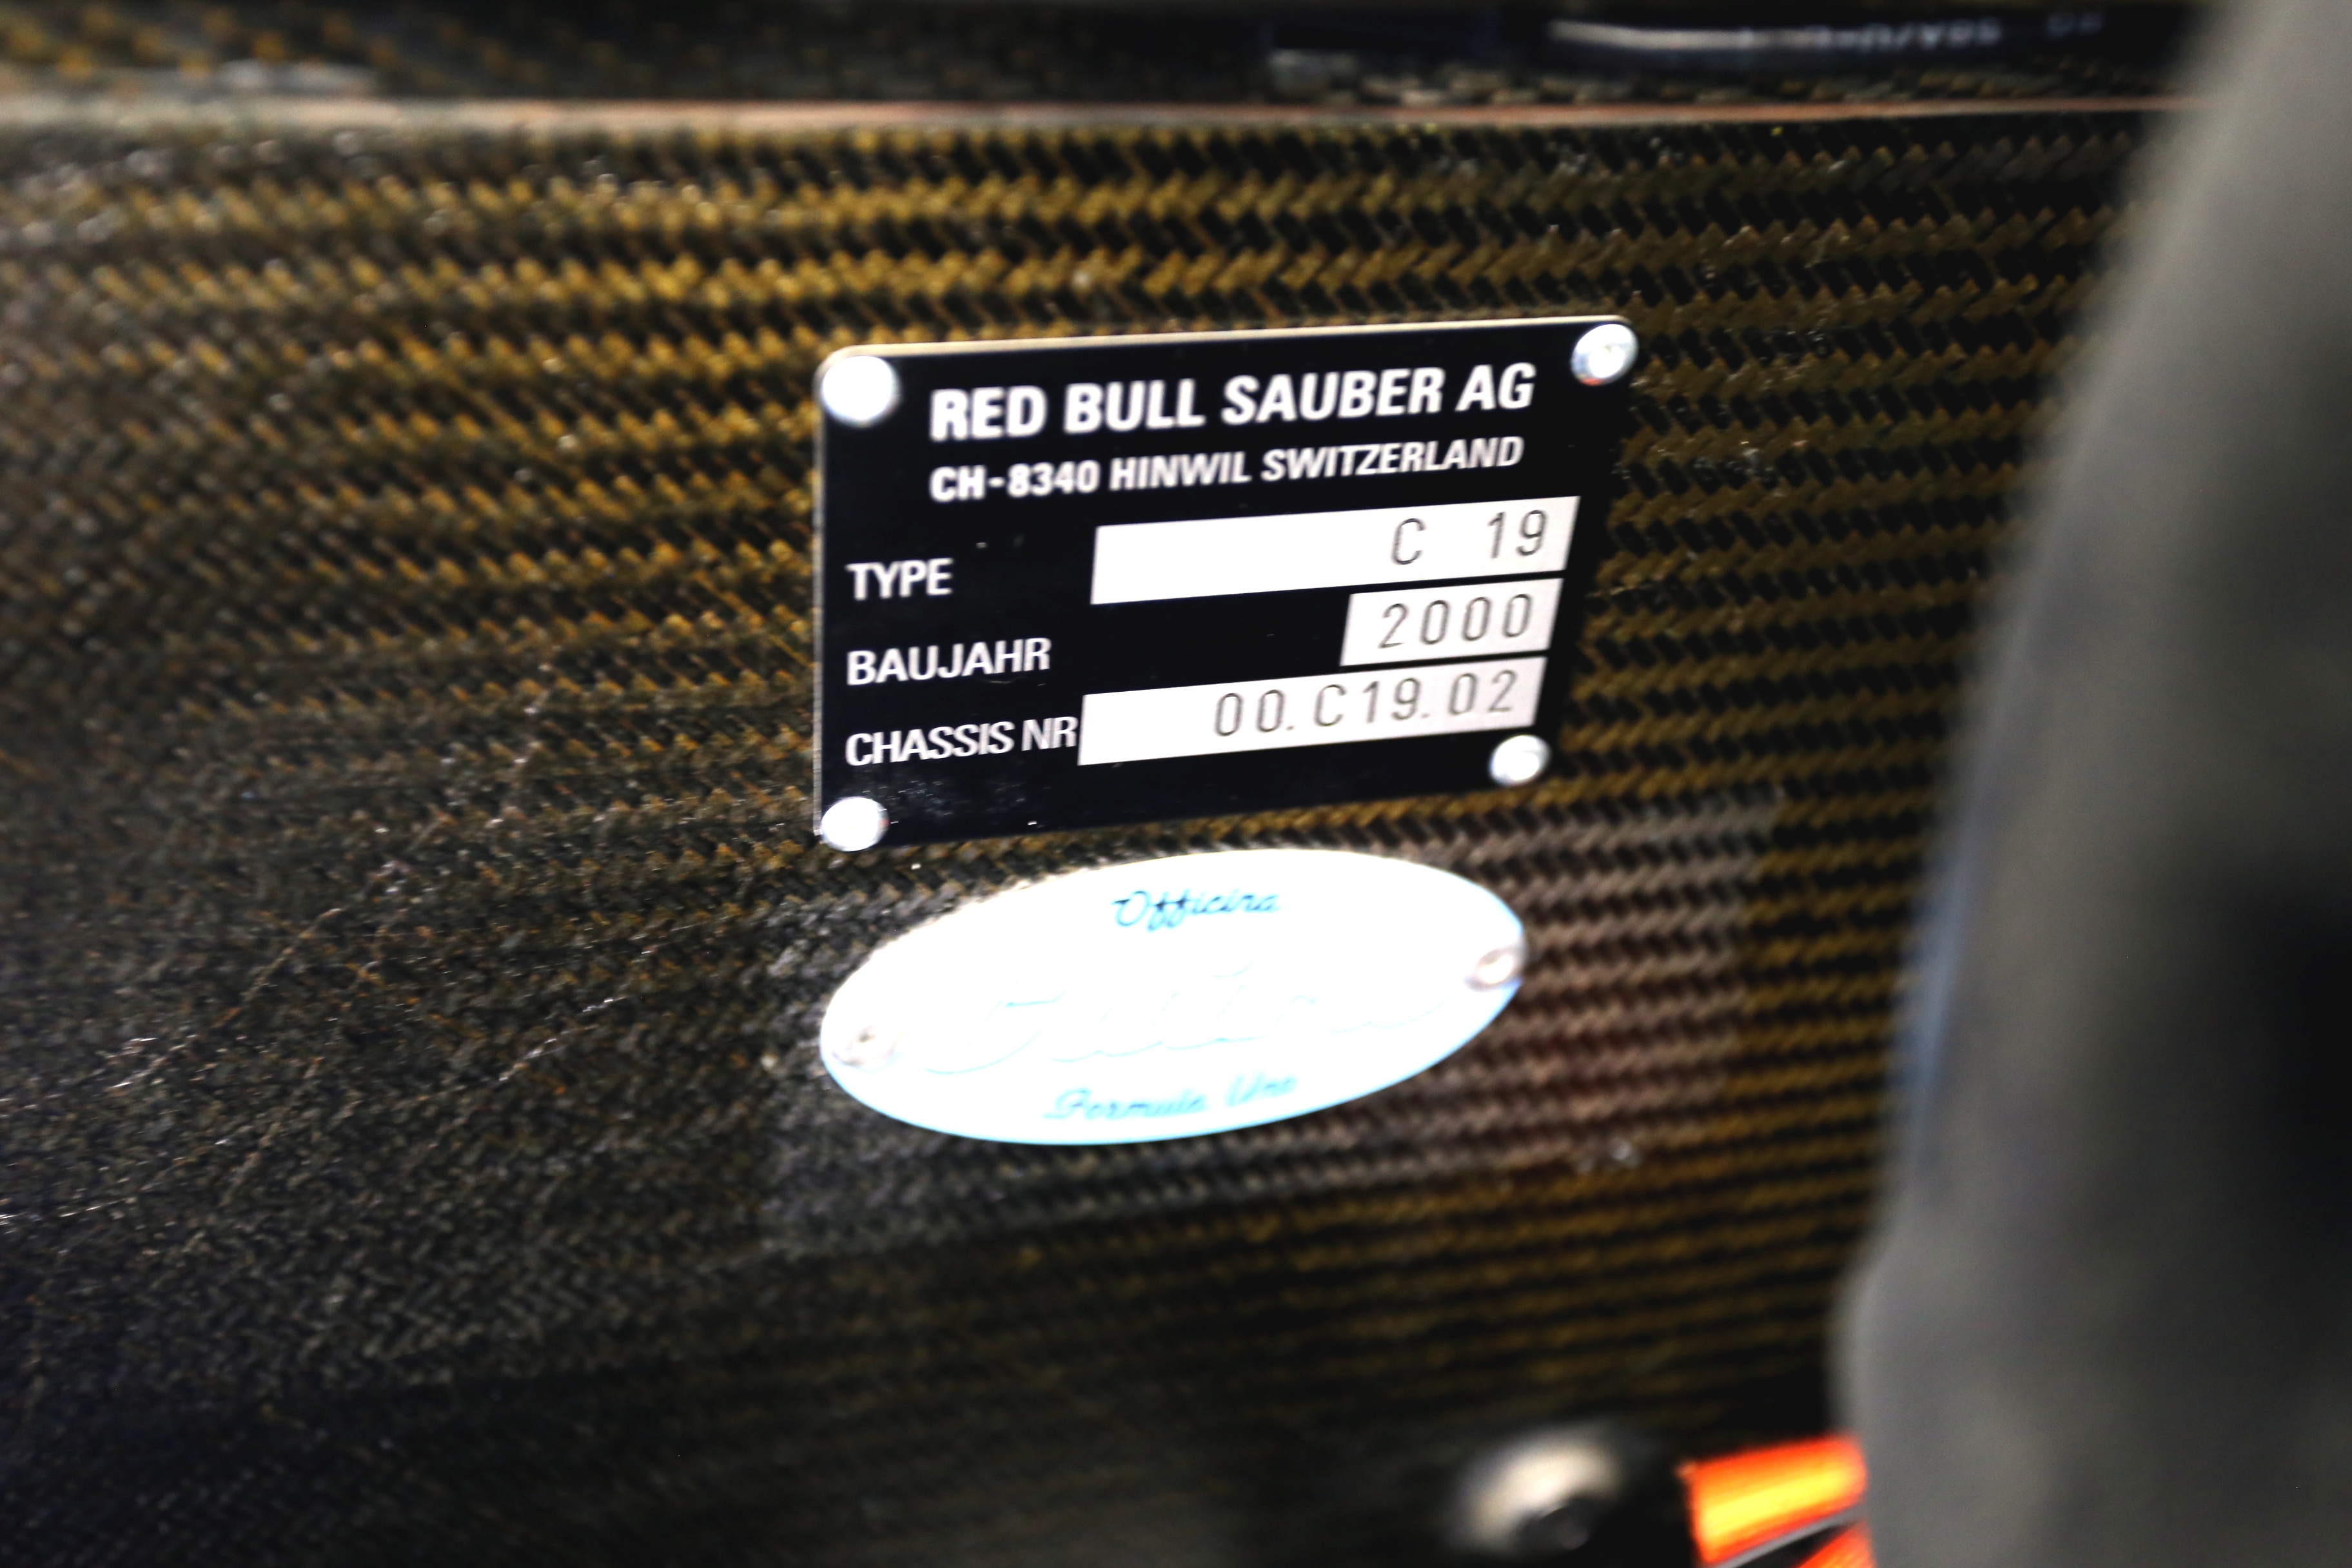 RED BULL SAUBER AG
CH-8340 HINWIL SWITZERLAND
TYPE C 19
BAUJAHR 2000
CHASSIS NR 00.C19.02
Officina
Formula Uno